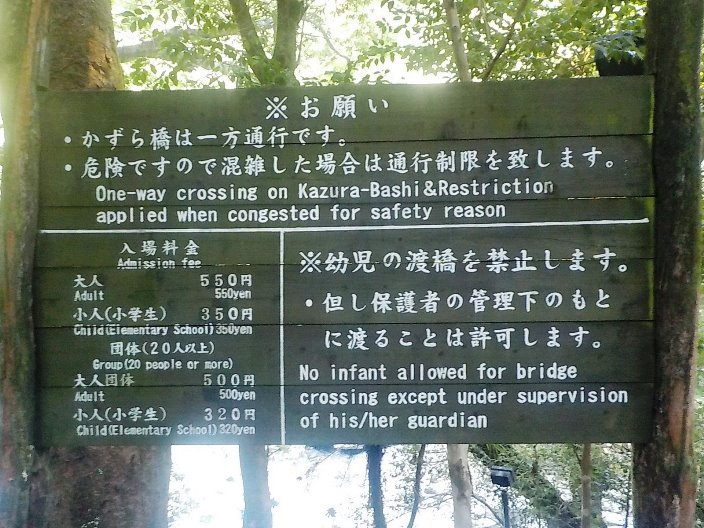 ※お願い
・かずら橋は一方通行です。
・危険ですので混雑した場合は通行制限を致します。
One-way crossing on Kazura-Bashi&Restriction
applied when congested for safety reason
入場料金
Admission fee
大人 550円
Adult 550yen
小人(小学生) 350円
Child(Elementary School)350yen
団体(20人以上)
Group(20 people or more)
大人団体 500円
Adult 500yen
小人(小学生) 320円
Child(Elementary School)320yen
※幼児の渡橋を禁止します。
・但し保護者の管理下のもと
に渡ることは許可します。
No infant allowed for bridge
crossing except under supervision
of his/her guardian